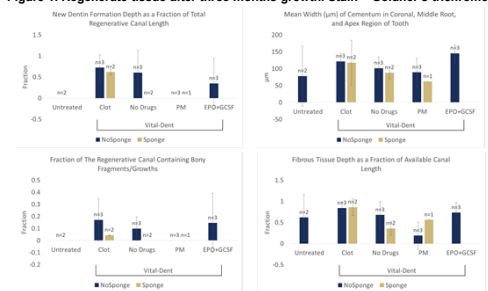 Figure 1. Regenerate tissue after three months growth. Stain – Goldner's trichrome
New Dentin Formation Depth as a Fraction of Total
Regenerative Canal Length
1.5
1
0.5
0
-0.5
Fraction
n=2
n=3
n=2
n=3
n=3 n=1
n=3
Untreated Clot No Drugs PM EPO+GCSF
Vital-Dent
NoSponge Sponge
Mean Width (μm) of Cementum in Coronal, Middle Root,
and Apex Region of Tooth
200
150
100
50
0
-50
μm
n=2
n=3
n=2
n=3
n=2
n=3
n=1
n=3
Untreated Clot No Drugs PM EPO+GCSF
Vital-Dent
NoSponge Sponge
Fraction of The Regenerative Canal Containing Bony
Fragments/Growths
0.5
0.4
0.3
0.2
0.1
0
-0.1
-0.2
Fraction
n=2
n=3
n=2
n=3
n=2
n=3 n=1
n=3
Untreated Clot No Drugs PM EPO+GCSF
Vital-Dent
NoSponge Sponge
Fibrous Tissue Depth as a Fraction of Available Canal
Length
1.5
1
0.5
0
-0.5
Fraction
n=2
n=3
n=2
n=3
n=2
n=3
n=1
n=3
Untreated Clot No Drugs PM EPO+GCSF
Vital-Dent
NoSponge Sponge